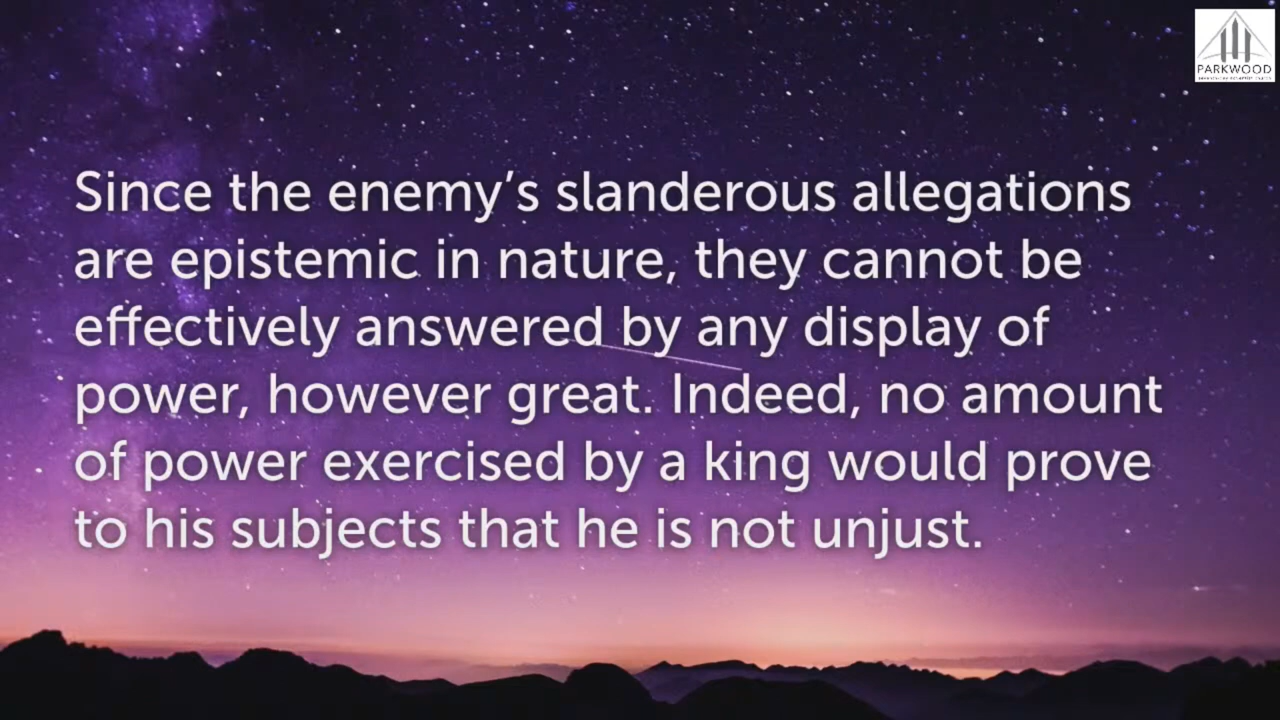 PARKWOOD
Since the enemy’s slanderous allegations
are epistemic in nature, they cannot be
effectively answered by any display of
power, however great. Indeed, no amount
of power exercised by a king would prove
to his subjects that he is not unjust.